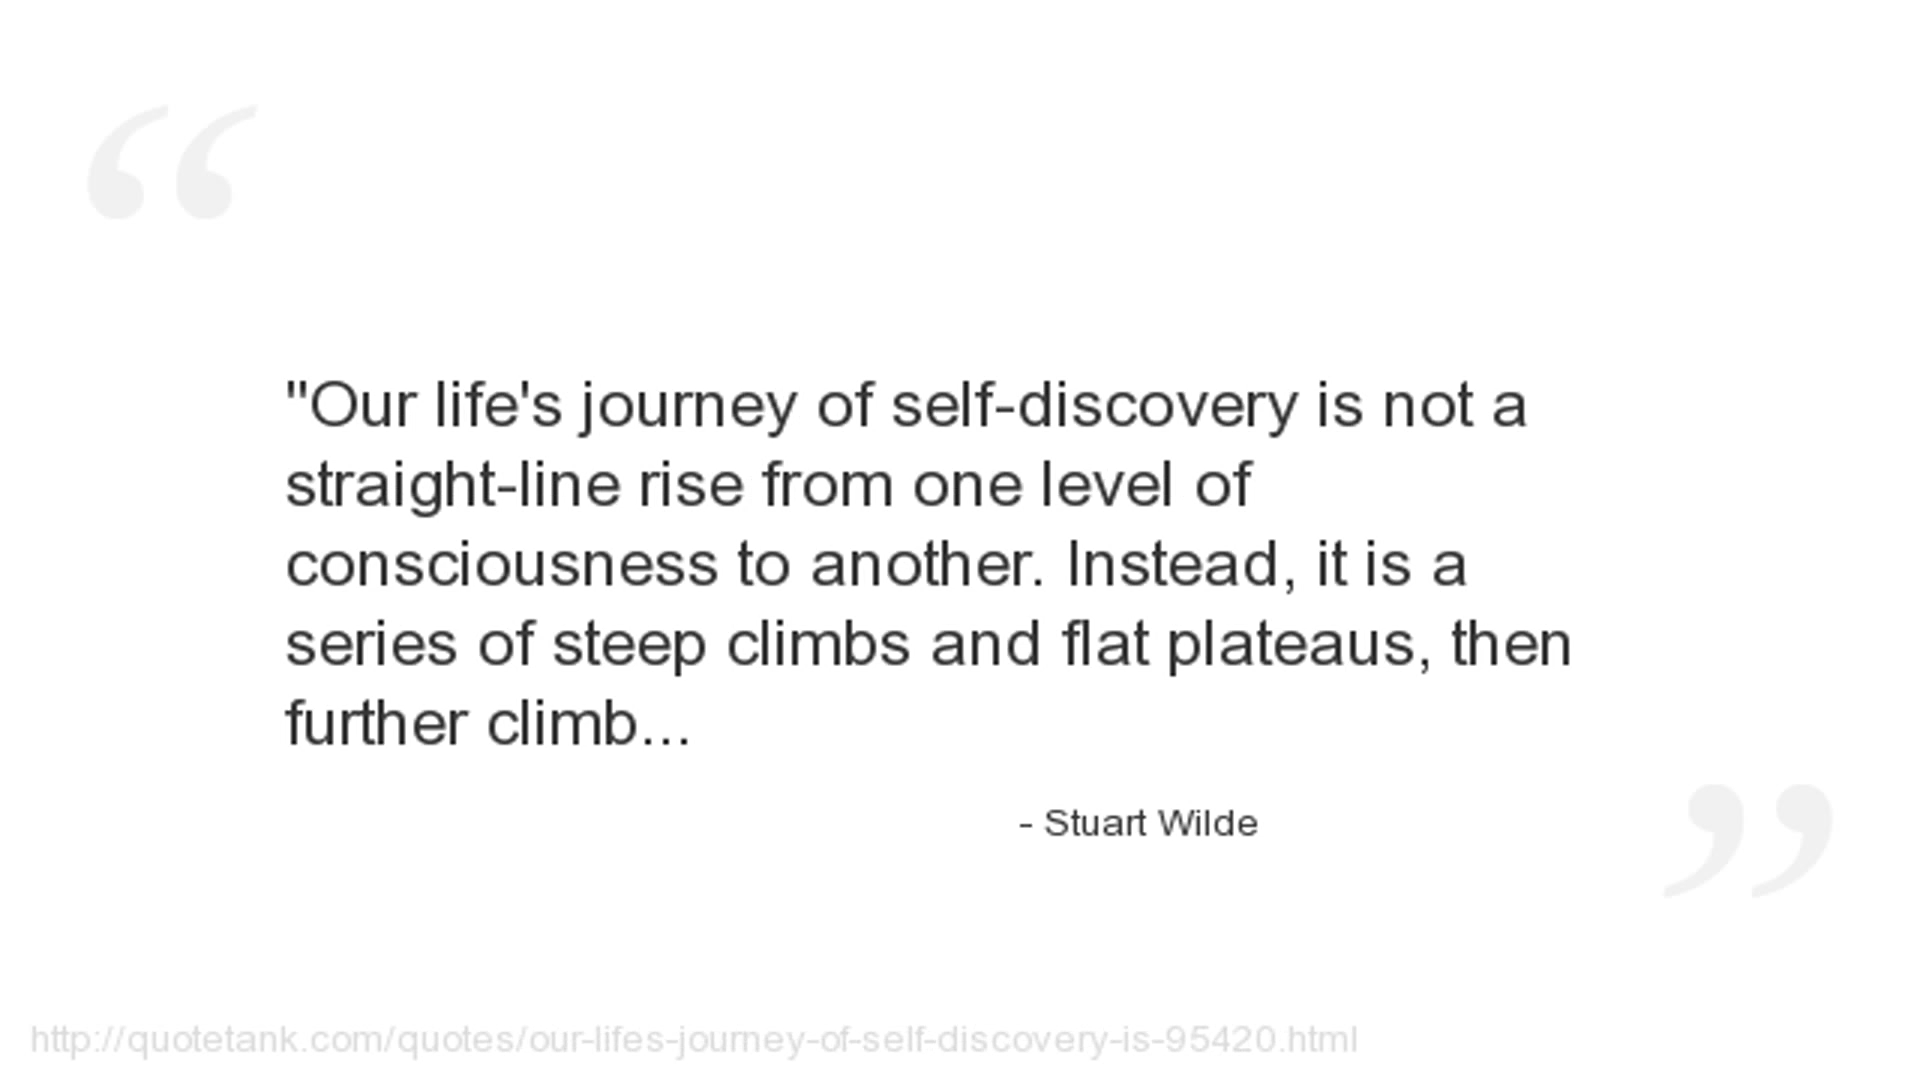 "Our life's journey of self-discovery is not a
straight-line rise from one level of
consciousness to another. Instead, it is a
series of steep climbs and flat plateaus, then
further climb...
- Stuart Wilde
http://quotetank.com/quotes/our-lifes-journey-of-self-discovery-is-95420.html